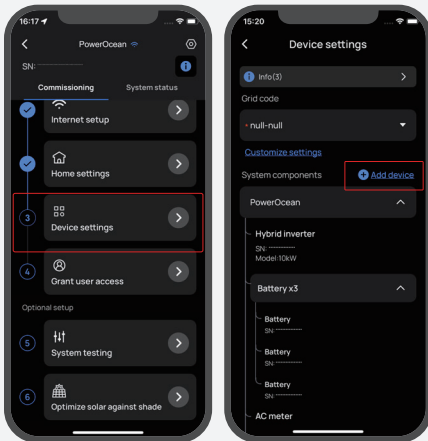 16:17
PowerOcean
SN:
Commissioning
System status
Internet setup
Home settings
3
Device settings
4
Grant user access
Optional setup
5
System testing
6
Optimize solar against shade
15:20
Device settings
Info(3)
Grid code
*null-null
Customize settings
System components
Add device
PowerOcean
Hybrid inverter
SN:
Model:10kW
Battery x3
Battery
SN:
Battery
SN:
Battery
SN:
AC meter